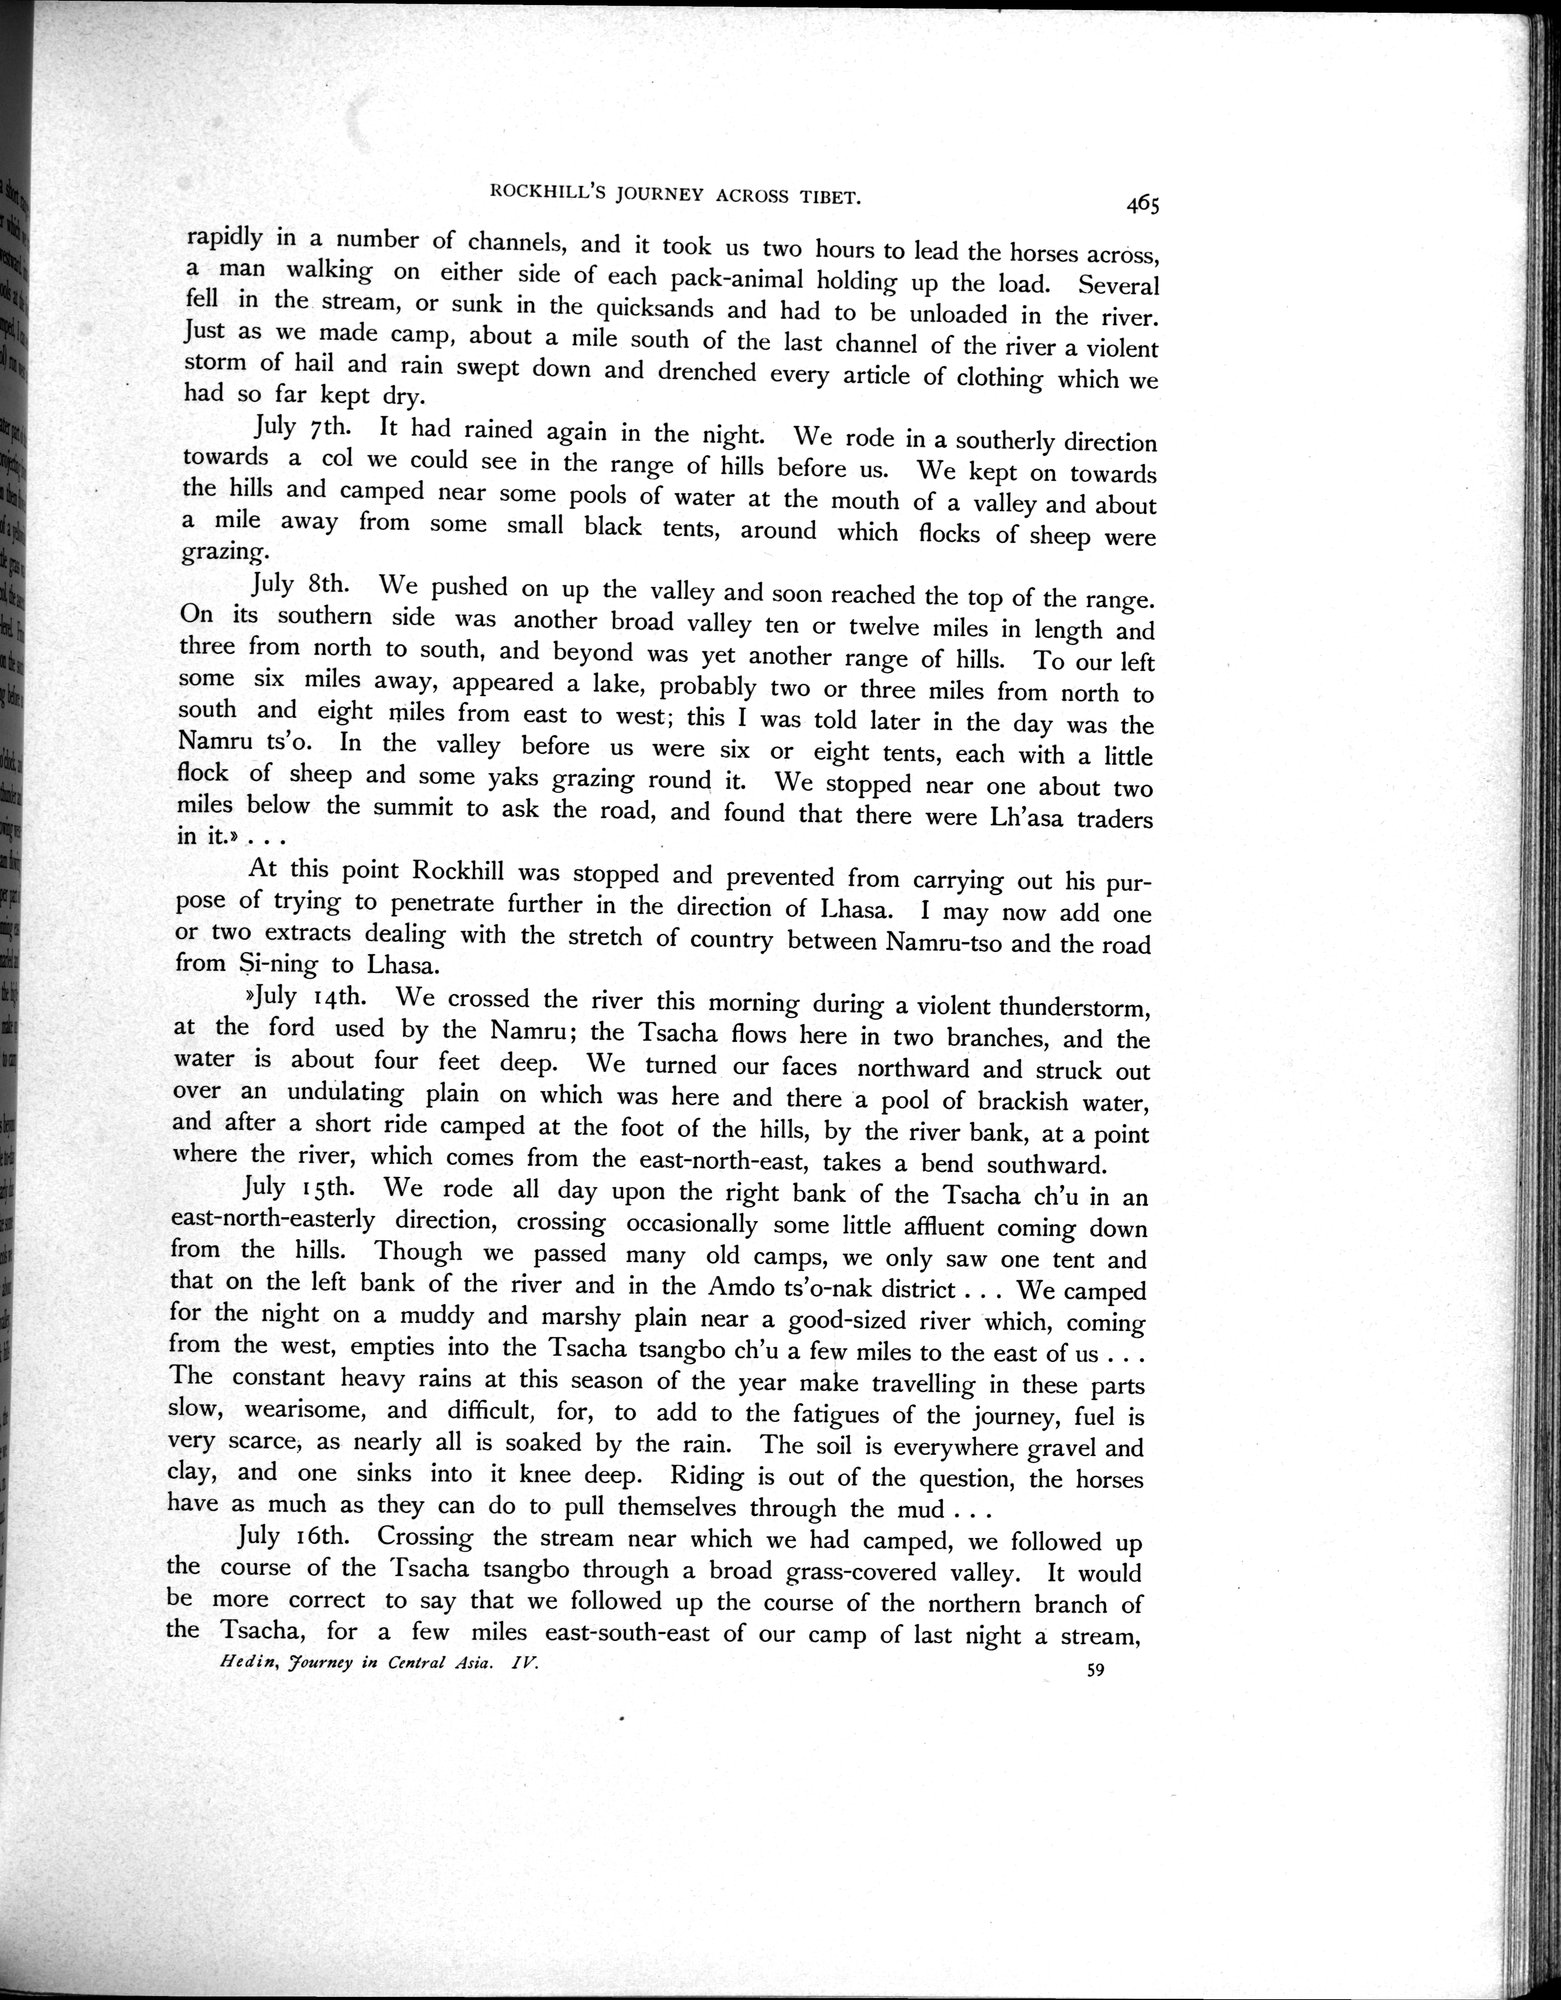 ROCKHILL'S JOURNEY ACROSS TIBET.
465
rapidly in a number of channels, and it took us two hours to lead the horses across,
a man walking on either side of each pack-animal holding up the load. Several
fell in the stream, or sunk in the quicksands and had to be unloaded in the river.
Just as we made camp, about a mile south of the last channel of the river a violent
storm of hail and rain swept down and drenched every article of clothing which we
had so far kept dry.
July 7th. It had rained again in the night. We rode in a southerly direction
towards a col we could see in the range of hills before us. We kept on towards
the hills and camped near some pools of water at the mouth of a valley and about
a mile away from some small black tents, around which flocks of sheep were
grazing.
July 8th. We pushed on up the valley and soon reached the top of the range.
On its southern side was another broad valley ten or twelve miles in length and
three from north to south, and beyond was yet another range of hills. To our left
some six miles away, appeared a lake, probably two or three miles from north to
south and eight miles from east to west; this I was told later in the day was the
Namru ts'o. In the valley before us were six or eight tents, each with a little
flock of sheep and some yaks grazing round it. We stopped near one about two
miles below the summit to ask the road, and found that there were Lh'asa traders
in it.» . . .
At this point Rockhill was stopped and prevented from carrying out his pur-
pose of trying to penetrate further in the direction of Lhasa. I may now add one
or two extracts dealing with the stretch of country between Namru-tso and the road
from Si-ning to Lhasa.
»July 14th. We crossed the river this morning during a violent thunderstorm,
at the ford used by the Namru; the Tsacha flows here in two branches, and the
water is about four feet deep. We turned our faces northward and struck out
over an undulating plain on which was here and there a pool of brackish water,
and after a short ride camped at the foot of the hills, by the river bank, at a point
where the river, which comes from the east-north-east, takes a bend southward.
July 15th. We rode all day upon the right bank of the Tsacha ch'u in an
east-north-easterly direction, crossing occasionally some little affluent coming down
from the hills. Though we passed many old camps, we only saw one tent and
that on the left bank of the river and in the Amdo ts'o-nak district . . . We camped
for the night on a muddy and marshy plain near a good-sized river which, coming
from the west, empties into the Tsacha tsangbo ch'u a few miles to the east of us . . .
The constant heavy rains at this season of the year make travelling in these parts
slow, wearisome, and difficult, for, to add to the fatigues of the journey, fuel is
very scarce, as nearly all is soaked by the rain. The soil is everywhere gravel and
clay, and one sinks into it knee deep. Riding is out of the question, the horses
have as much as they can do to pull themselves through the mud . . .
July 16th. Crossing the stream near which we had camped, we followed up
the course of the Tsacha tsangbo through a broad grass-covered valley. It would
be more correct to say that we followed up the course of the northern branch of
the Tsacha, for a few miles east-south-east of our camp of last night a stream,
Hedin, Journey in Central Asia. IV.
59